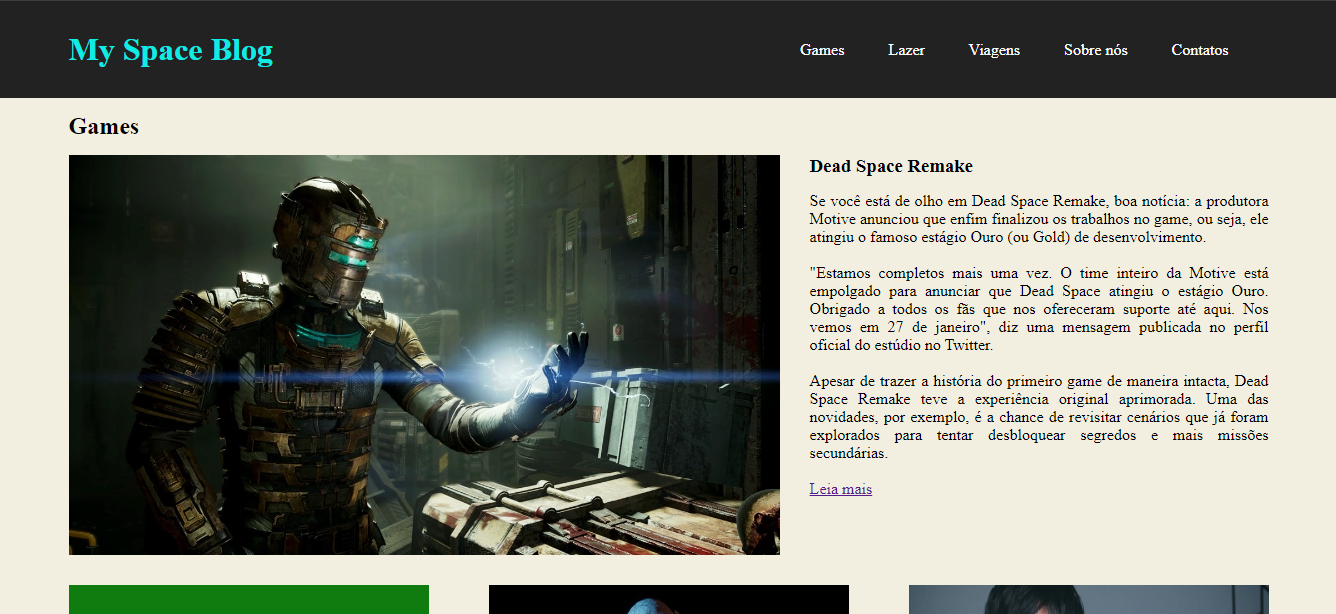 My Space Blog
Games Lazer Viagens Sobre nós Contatos
Games
Dead Space Remake
Se você está de olho em Dead Space Remake, boa notícia: a produtora
Motive anunciou que enfim finalizou os trabalhos no game, ou seja, ele
atingiu o famoso estágio Ouro (ou Gold) de desenvolvimento.
"Estamos completos mais uma vez. O time inteiro da Motive está
empolgado para anunciar que Dead Space atingiu o estágio Ouro.
Obrigado a todos os fãs que nos ofereceram suporte até aqui. Nos
vemos em 27 de janeiro", diz uma mensagem publicada no perfil
oficial do estúdio no Twitter.
Apesar de trazer a história do primeiro game de maneira intacta, Dead
Space Remake teve a experiência original aprimorada. Uma das
novidades, por exemplo, é a chance de revisitar cenários que já foram
explorados para tentar desbloquear segredos e mais missões
secundárias.
Leia mais